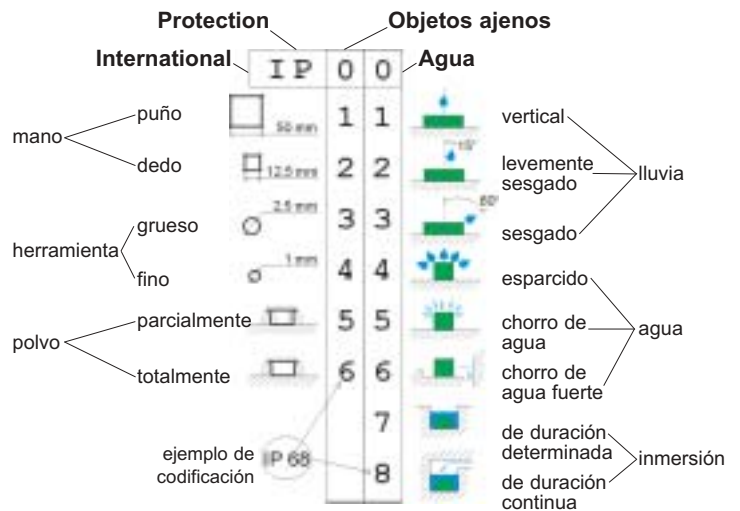 Protection Objetos ajenos
International IP 0 0 Agua
mano puño 50 mm 1 1 vertical
dedo 12.5 mm 2 2 15° levemente sesgado lluvia
herramienta grueso 2.5 mm 3 3 60° sesgado
fino 1 mm 4 4 esparcido
polvo parcialmente 5 5 chorro de agua agua
totalmente 6 6 chorro de agua fuerte
7 de duración determinada inmersión
ejemplo de codificación IP 68 8 de duración continua